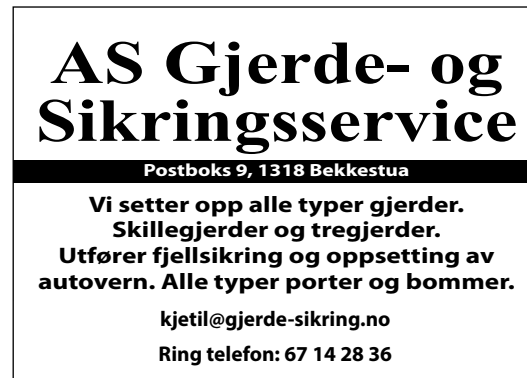 AS Gjerde- og
Sikringsservice
Postboks 9, 1318 Bekkestua
Vi setter opp alle typer gjerder.
Skillegjerder og tregjerder.
Utfører fjellsikring og oppsetting av
autovern. Alle typer porter og bommer.
kjetil@gjerde-sikring.no
Ring telefon: 67 14 28 36